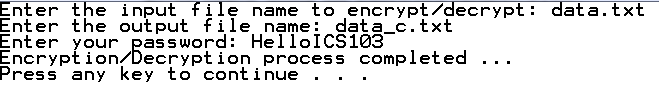 Enter the input file name to encrypt/decrypt: data.txt
Enter the output file name: data_c.txt
Enter your password: HelloICS103
Encryption/Decryption process completed ...
Press any key to continue . . .